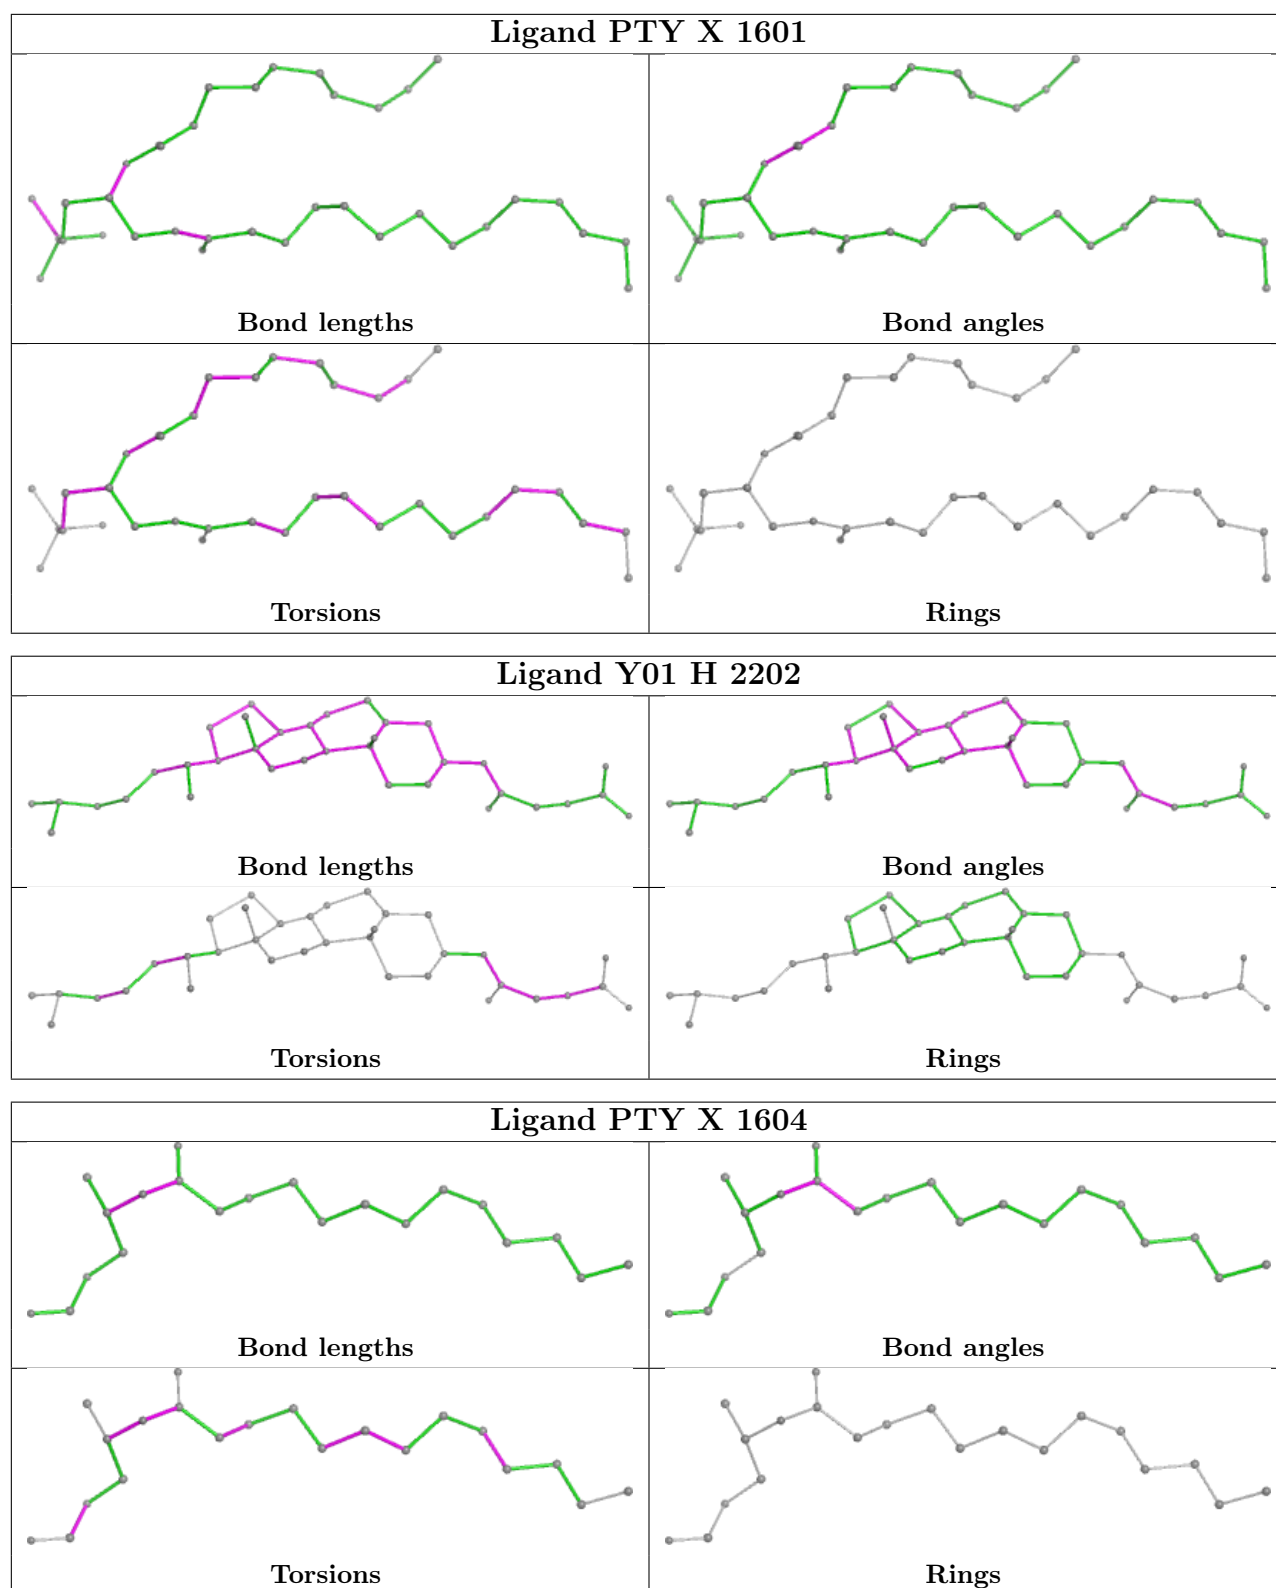 Ligand PTY X 1601
Bond lengths
Bond angles
Torsions
Rings
Ligand Y01 H 2202
Bond lengths
Bond angles
Torsions
Rings
Ligand PTY X 1604
Bond lengths
Bond angles
Torsions
Rings